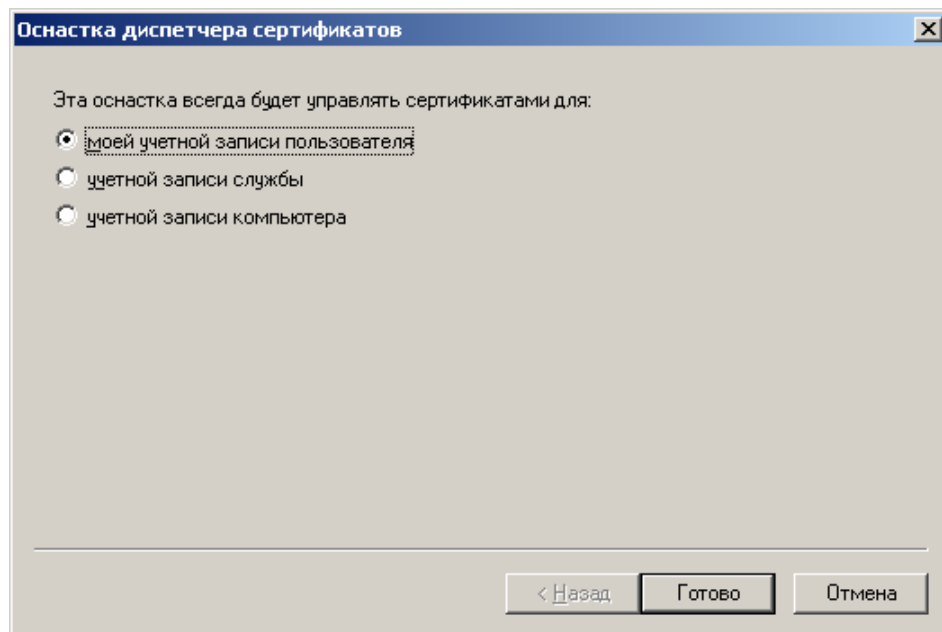 Оснастка диспетчера сертификатов
Эта оснастка всегда будет управлять сертификатами для:
моей учетной записи пользователя
учетной записи службы
учетной записи компьютера
< Назад
Готово
Отмена